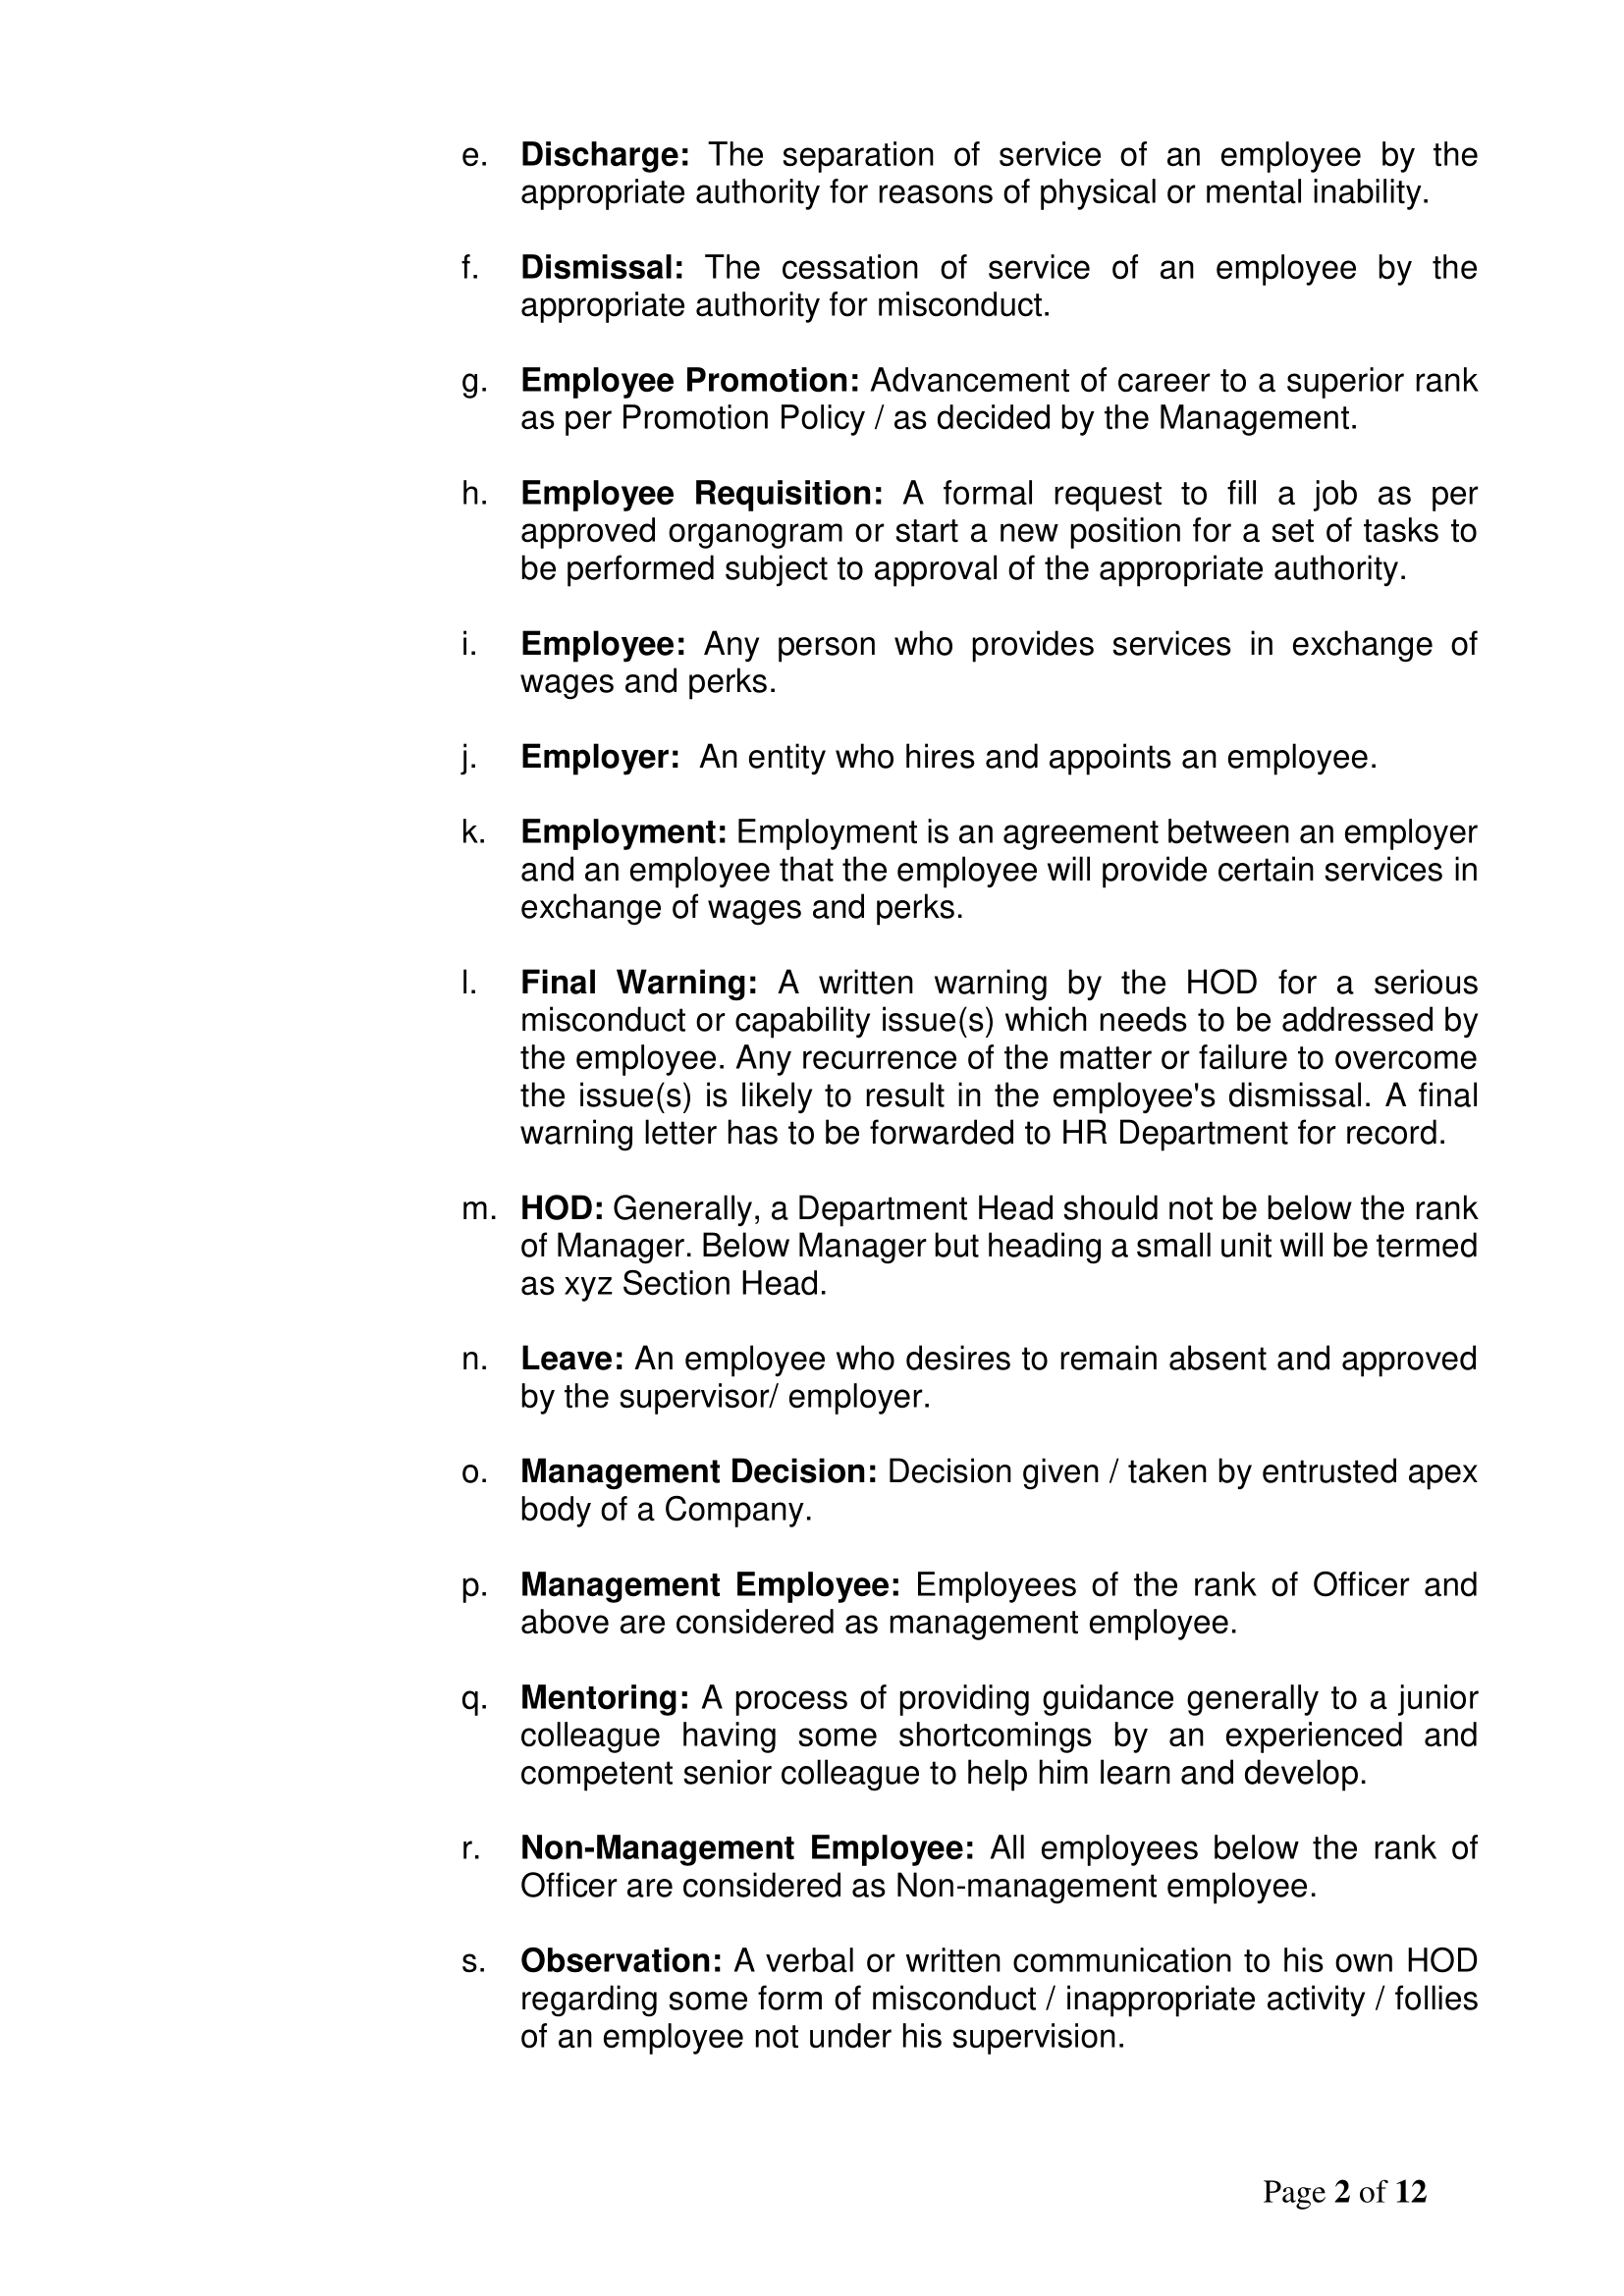 e. Discharge: The separation of service of an employee by the
appropriate authority for reasons of physical or mental inability.
f. Dismissal: The cessation of service of an employee by the
appropriate authority for misconduct.
g. Employee Promotion: Advancement of career to a superior rank
as per Promotion Policy / as decided by the Management.
h. Employee Requisition: A formal request to fill a job as per
approved organogram or start a new position for a set of tasks to
be performed subject to approval of the appropriate authority.
i. Employee: Any person who provides services in exchange of
wages and perks.
j. Employer: An entity who hires and appoints an employee.
k. Employment: Employment is an agreement between an employer
and an employee that the employee will provide certain services in
exchange of wages and perks.
l. Final Warning: A written warning by the HOD for a serious
misconduct or capability issue(s) which needs to be addressed by
the employee. Any recurrence of the matter or failure to overcome
the issue(s) is likely to result in the employee's dismissal. A final
warning letter has to be forwarded to HR Department for record.
m. HOD: Generally, a Department Head should not be below the rank
of Manager. Below Manager but heading a small unit will be termed
as xyz Section Head.
n. Leave: An employee who desires to remain absent and approved
by the supervisor/ employer.
o. Management Decision: Decision given / taken by entrusted apex
body of a Company.
p. Management Employee: Employees of the rank of Officer and
above are considered as management employee.
q. Mentoring: A process of providing guidance generally to a junior
colleague having some shortcomings by an experienced and
competent senior colleague to help him learn and develop.
r. Non-Management Employee: All employees below the rank of
Officer are considered as Non-management employee.
s. Observation: A verbal or written communication to his own HOD
regarding some form of misconduct / inappropriate activity / follies
of an employee not under his supervision.
Page 2 of 12